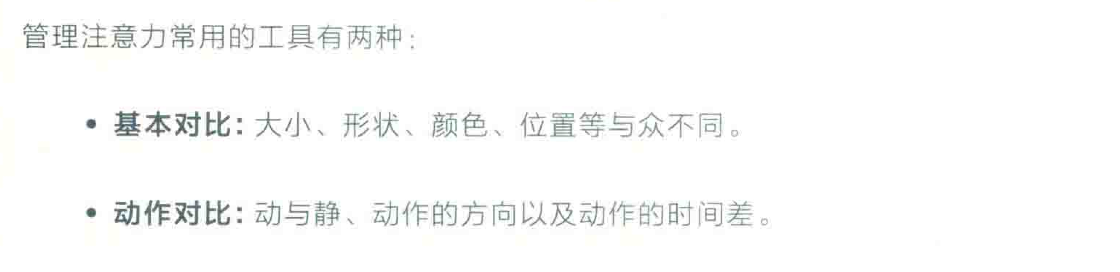 管理注意力常用的工具有两种：
• 基本对比：大小、形状、颜色、位置等与众不同。
• 动作对比：动与静、动作的方向以及动作的时间差。